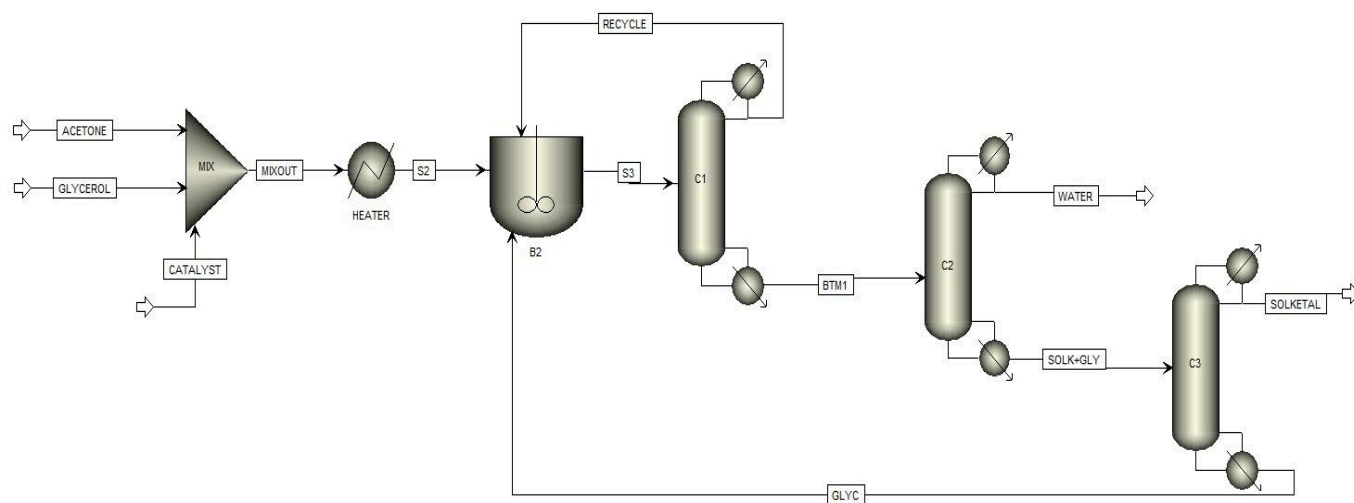 RECYCLE
ACETONE
MIX
MIXOUT
S2
S3
C1
GLYCEROL
HEATER
B2
WATER
C2
CATALYST
BTM1
SOLKETAL
SOLK+GLY
C3
GLYC